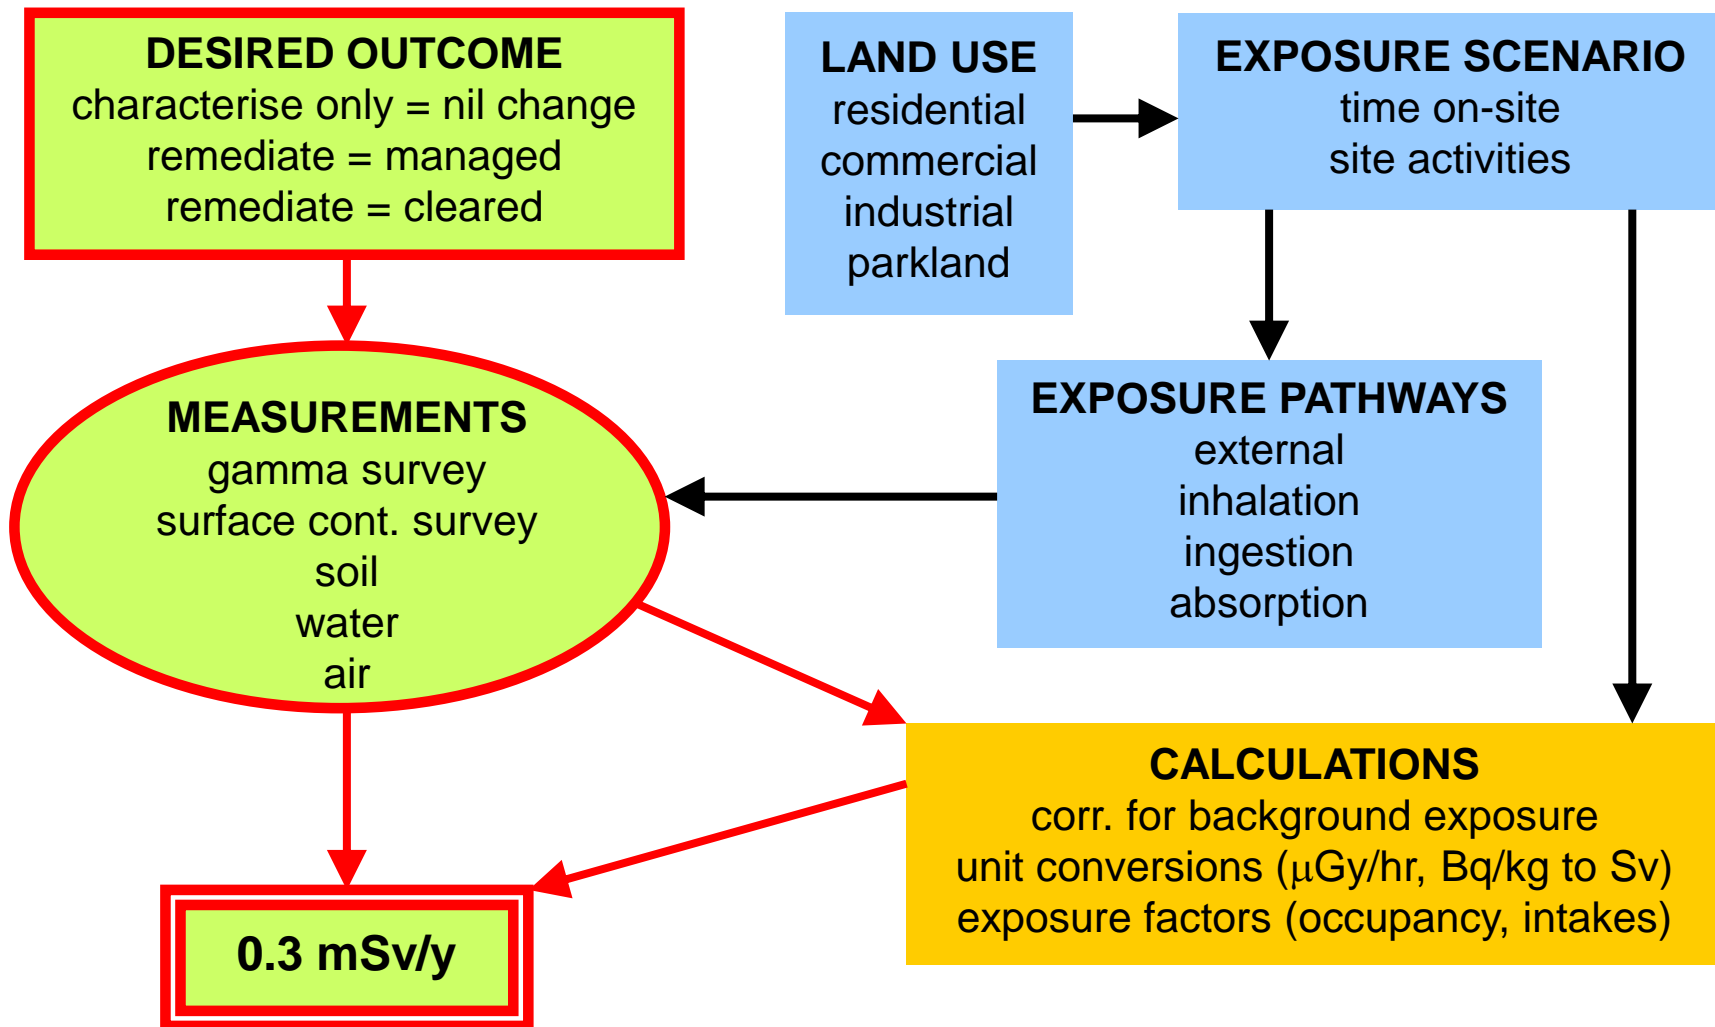 DESIRED OUTCOME
characterise only = nil change
remediate = managed
remediate = cleared
LAND USE
residential
commercial
industrial
parkland
EXPOSURE SCENARIO
time on-site
site activities
MEASUREMENTS
gamma survey
surface cont. survey
soil
water
air
EXPOSURE PATHWAYS
external
inhalation
ingestion
absorption
CALCULATIONS
corr. for background exposure
unit conversions (μGy/hr, Bq/kg to Sv)
exposure factors (occupancy, intakes)
0.3 mSv/y